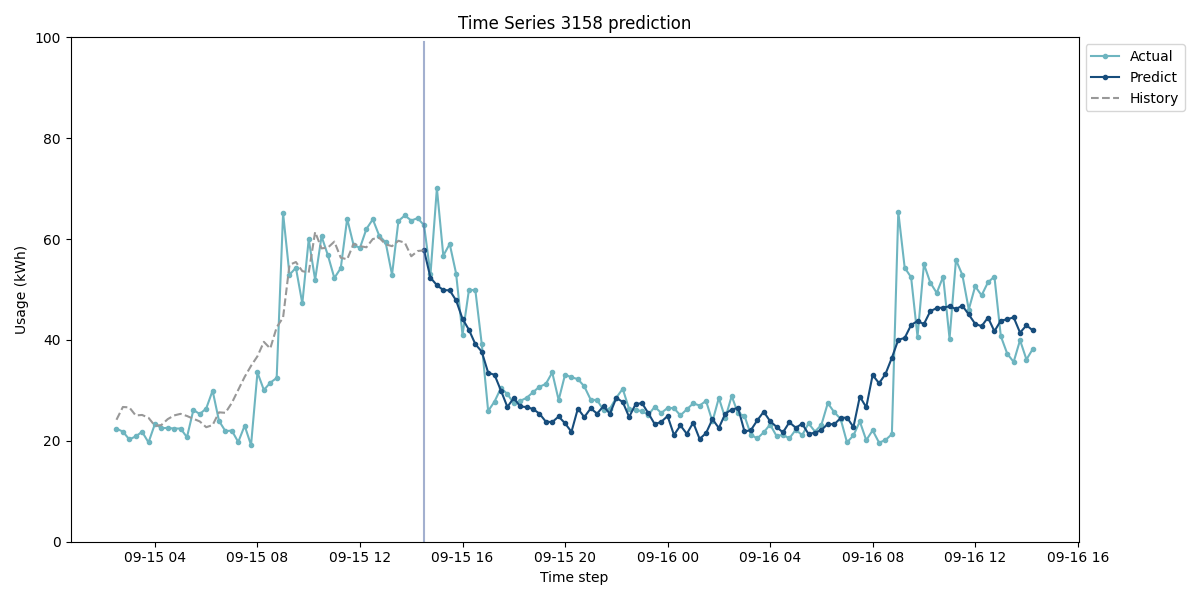 Time Series 3158 prediction
Usage (kWh)
100
80
60
40
20
0
09-15 04
09-15 08
09-15 12
09-15 16
09-15 20
09-16 00
09-16 04
09-16 08
09-16 12
09-16 16
Time step
Actual
Predict
History